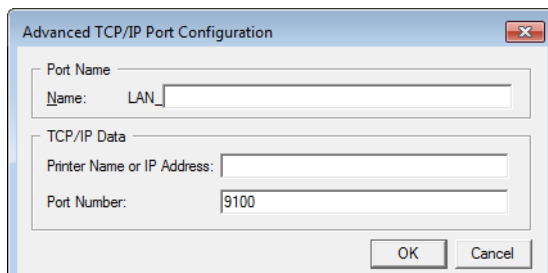 Advanced TCP/IP Port Configuration
Port Name
Name: LAN_
TCP/IP Data
Printer Name or IP Address:
Port Number: 9100
OK Cancel